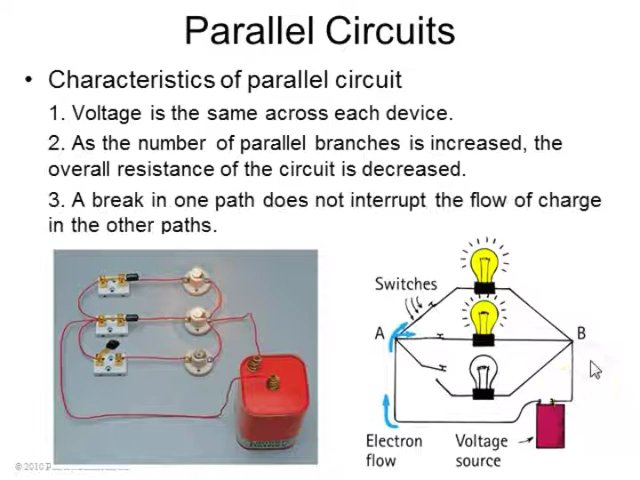 Parallel Circuits
• Characteristics of parallel circuit
1. Voltage is the same across each device.
2. As the number of parallel branches is increased, the
overall resistance of the circuit is decreased.
3. A break in one path does not interrupt the flow of charge
in the other paths.
Switches
A
B
Electron
flow
Voltage
source
© 2010